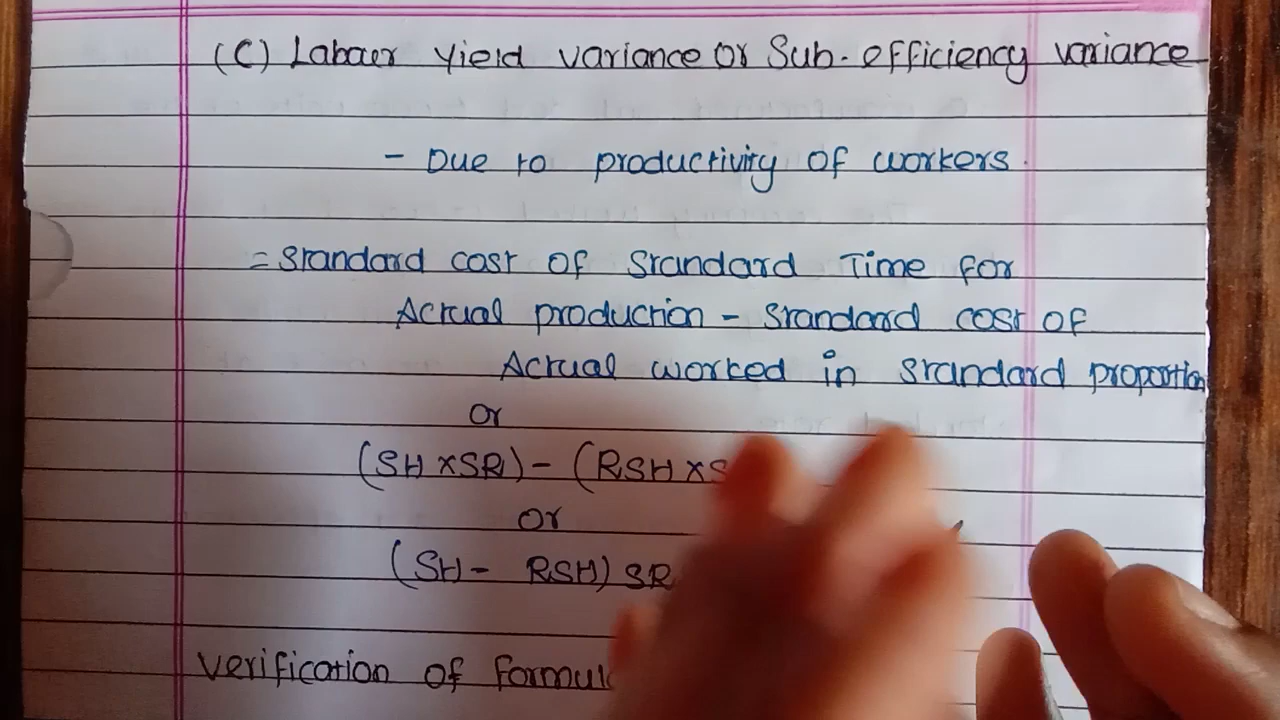 (C) Labaer Yield variance or Sub-efficiency variance
- Due to productivity of workers.
= Standard cost of Standard Time for
Actual production - Standard cost of
Actual worked in standard proportion
or
(SH×SR) - (RSH×S
or
(SH- RSH) SR
Verification of Formul